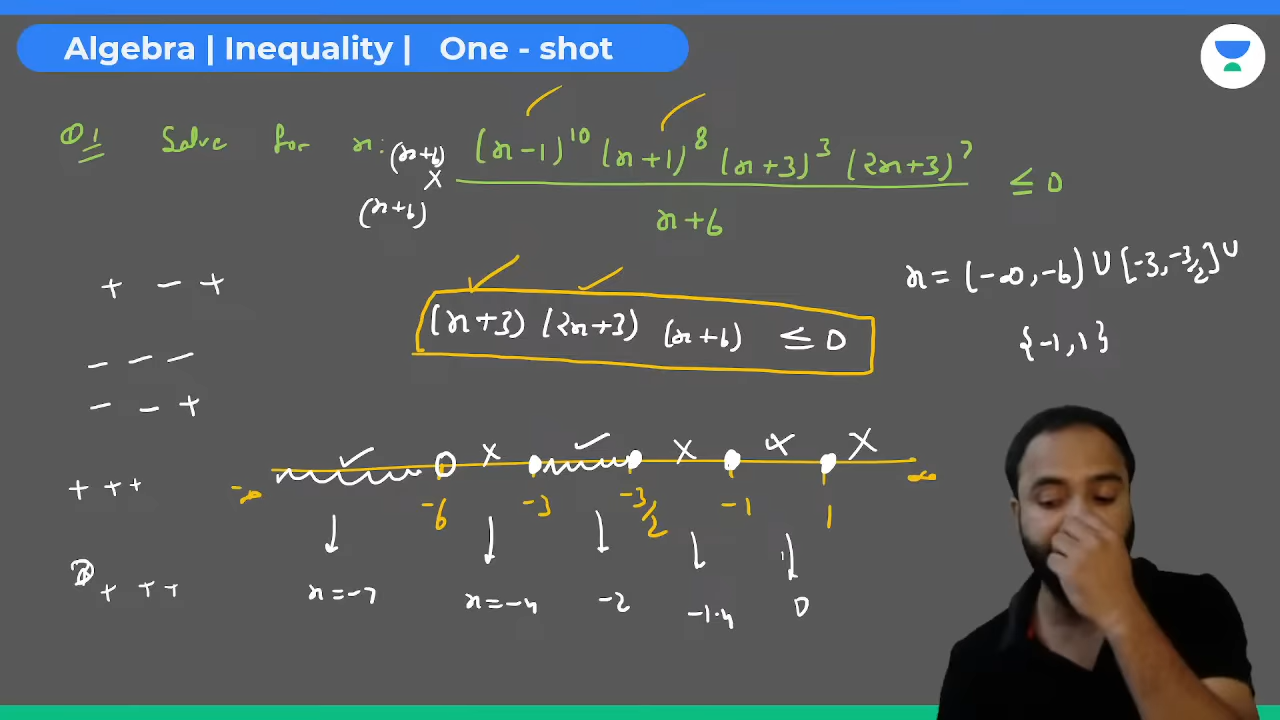 Algebra | Inequality | One - shot
Q1 Solve for x:
(x+6)
×
(x+6)
(x-1)^10 (x+1)^8 (x+3)^3 (2x+3)^7
x+6
≤ 0
x = (-∞, -6) ∪ [-3, -3/2] ∪
{-1, 1}
(x+3) (2x+3) (x+6) ≤ 0
+ - +
- - -
- - +
+ + +
+ + +
-∞ -6 -3 -3/2 -1 1 ∞
x=-7 x=-4 -2 -1.4 0